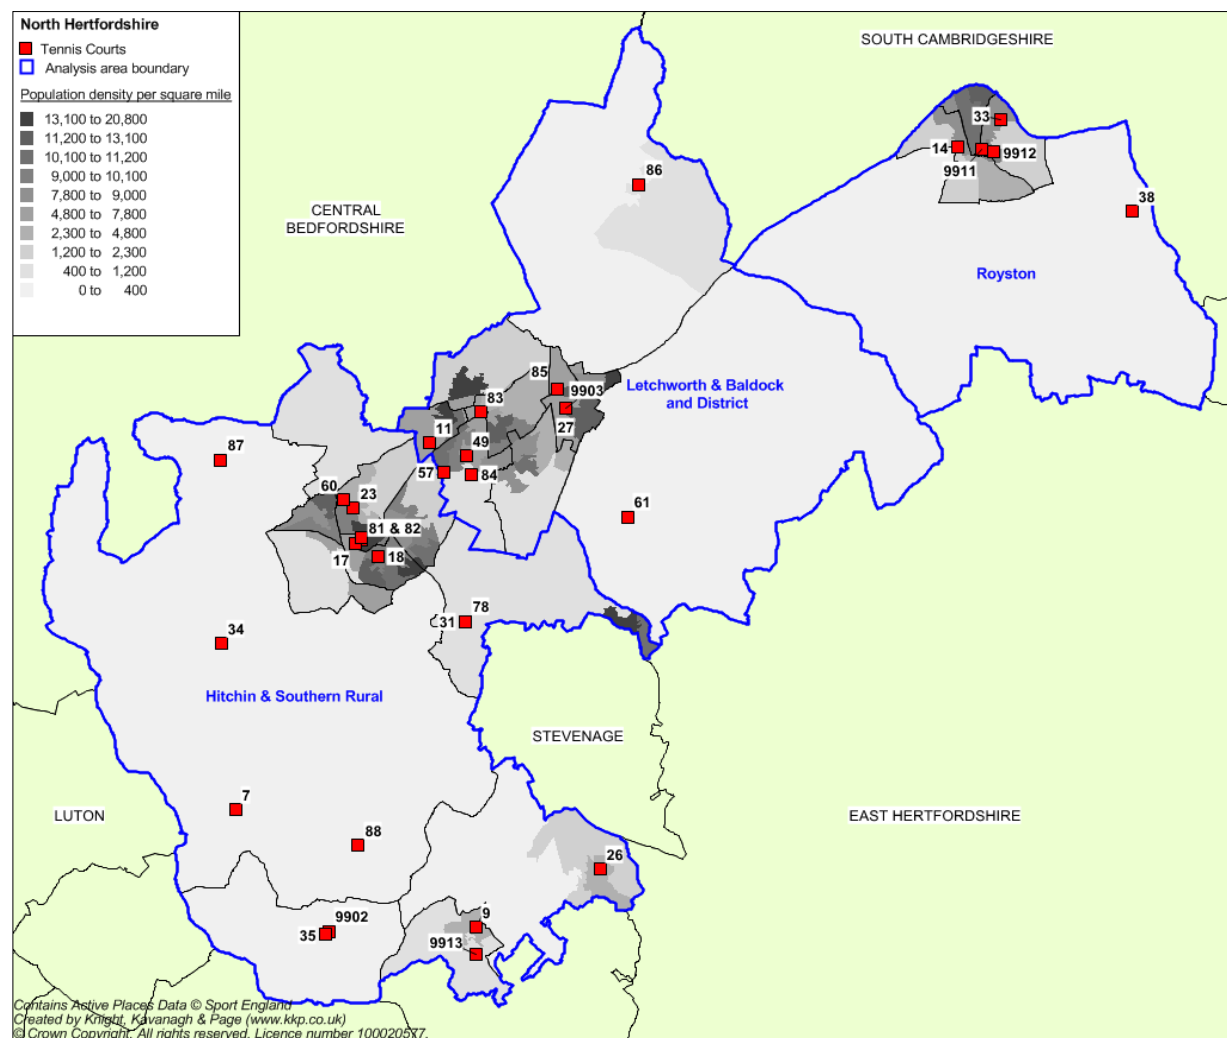 North Hertfordshire
Tennis Courts
Analysis area boundary
Population density per square mile
13,100 to 20,800
11,200 to 13,100
10,100 to 11,200
9,000 to 10,100
7,800 to 9,000
4,800 to 7,800
2,300 to 4,800
1,200 to 2,300
400 to 1,200
0 to 400
SOUTH CAMBRIDGESHIRE
33
14
9912
9911
86
38
CENTRAL
BEDFORDSHIRE
Royston
85
9903
Letchworth & Baldock
and District
83
11
27
49
87
57
84
60
23
61
81 & 82
17
18
78
31
34
Hitchin & Southern Rural
STEVENAGE
7
LUTON
EAST HERTFORDSHIRE
88
26
9902
9
35
9913
Contains Active Places Data © Sport England
Created by Knight, Kavanagh & Page (www.kkp.co.uk)
© Crown Copyright. All rights reserved. Licence number 100020577.